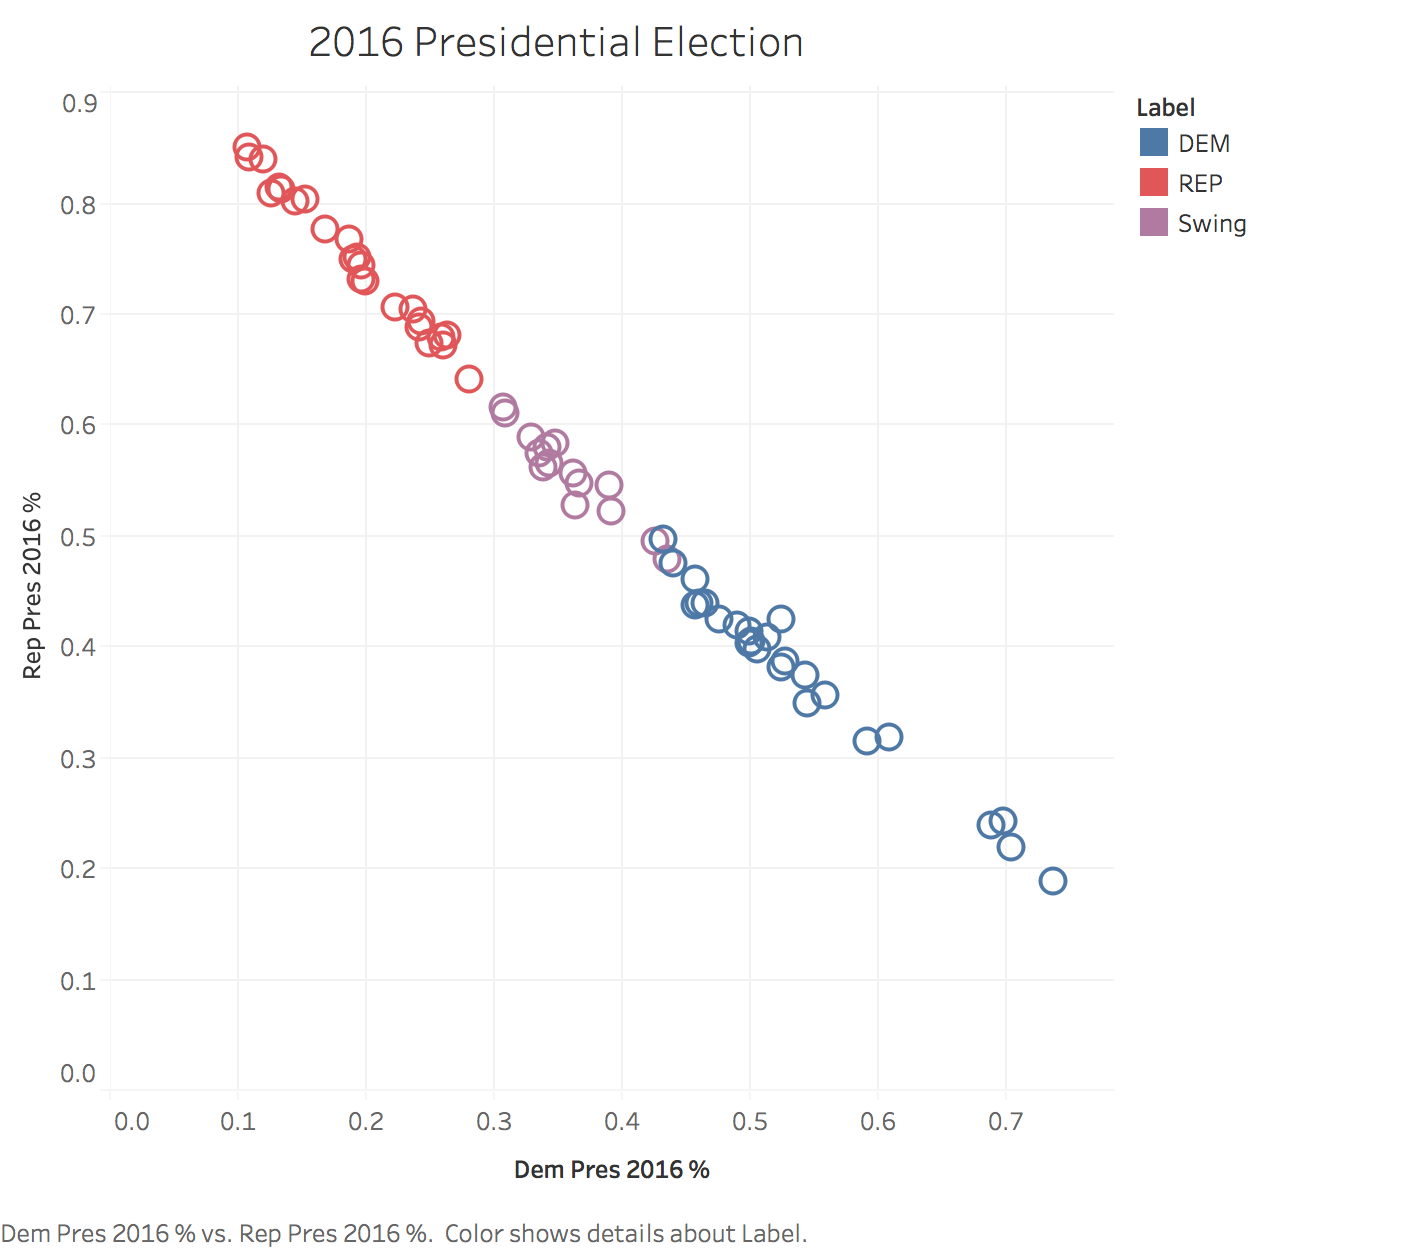 2016 Presidential Election
Label
DEM
REP
Swing
Rep Pres 2016 %
0.9
0.8
0.7
0.6
0.5
0.4
0.3
0.2
0.1
0.0
0.0 0.1 0.2 0.3 0.4 0.5 0.6 0.7
Dem Pres 2016 %
Dem Pres 2016 % vs. Rep Pres 2016 %. Color shows details about Label.